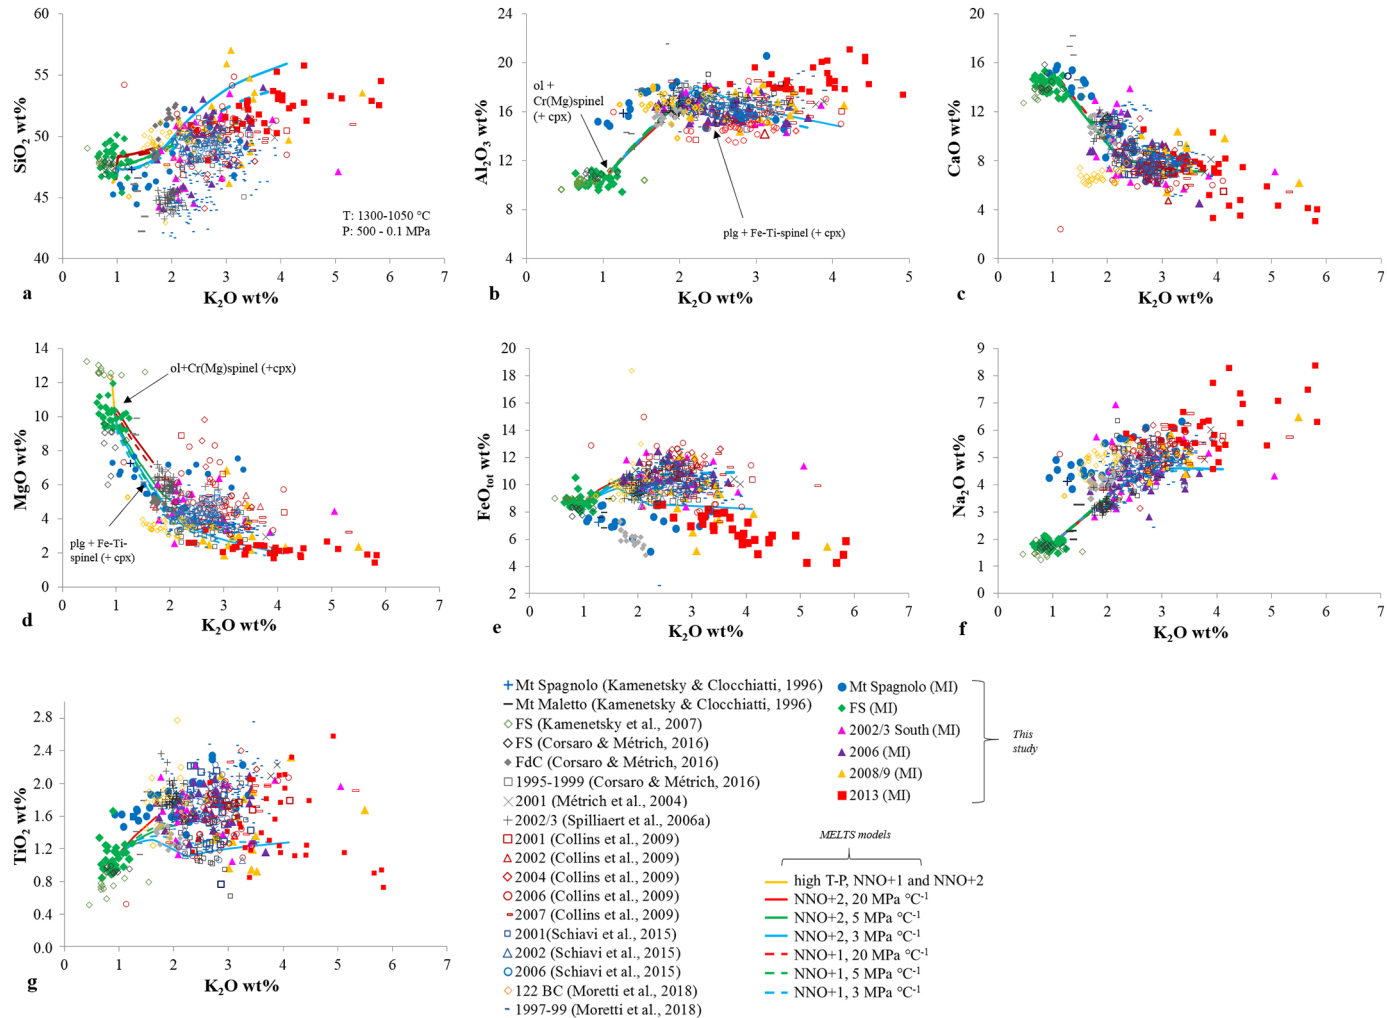 60
55
50
45
40
SiO2 wt%
T: 1300-1050 °C
P: 500 - 0.1 MPa
0 1 2 3 4 5 6 7
a
K2O wt%
24
20
16
12
8
4
Al2O3 wt%
ol +
Cr(Mg)spinel
(+ cpx)
plg + Fe-Ti-spinel (+ cpx)
0 1 2 3 4 5
b
K2O wt%
20
16
12
8
4
0
CaO wt%
0 1 2 3 4 5 6 7
c
K2O wt%
14
12
10
8
6
4
2
0
MgO wt%
ol+Cr(Mg)spinel (+cpx)
plg + Fe-Ti-
spinel (+ cpx)
0 1 2 3 4 5 6 7
d
K2O wt%
20
18
16
14
12
10
8
6
4
2
FeOtot wt%
0 1 2 3 4 5 6 7
e
K2O wt%
9
8
7
6
5
4
3
2
1
0
Na2O wt%
0 1 2 3 4 5 6 7
f
K2O wt%
2.8
2.4
2.0
1.6
1.2
0.8
0.4
0.0
TiO2 wt%
0 1 2 3 4 5 6 7
g
K2O wt%
Mt Spagnolo (Kamenetsky & Clocchiatti, 1996)
Mt Maletto (Kamenetsky & Clocchiatti, 1996)
FS (Kamenetsky et al., 2007)
FS (Corsaro & Métrich, 2016)
FdC (Corsaro & Métrich, 2016)
1995-1999 (Corsaro & Métrich, 2016)
2001 (Métrich et al., 2004)
2002/3 (Spilliaert et al., 2006a)
2001 (Collins et al., 2009)
2002 (Collins et al., 2009)
2004 (Collins et al., 2009)
2006 (Collins et al., 2009)
2007 (Collins et al., 2009)
2001(Schiavi et al., 2015)
2002 (Schiavi et al., 2015)
2006 (Schiavi et al., 2015)
122 BC (Moretti et al., 2018)
1997-99 (Moretti et al., 2018)
Mt Spagnolo (MI)
FS (MI)
2002/3 South (MI)
2006 (MI)
2008/9 (MI)
2013 (MI)
This
study
MELTS models
high T-P, NNO+1 and NNO+2
NNO+2, 20 MPa °C-1
NNO+2, 5 MPa °C-1
NNO+2, 3 MPa °C-1
NNO+1, 20 MPa °C-1
NNO+1, 5 MPa °C-1
NNO+1, 3 MPa °C-1